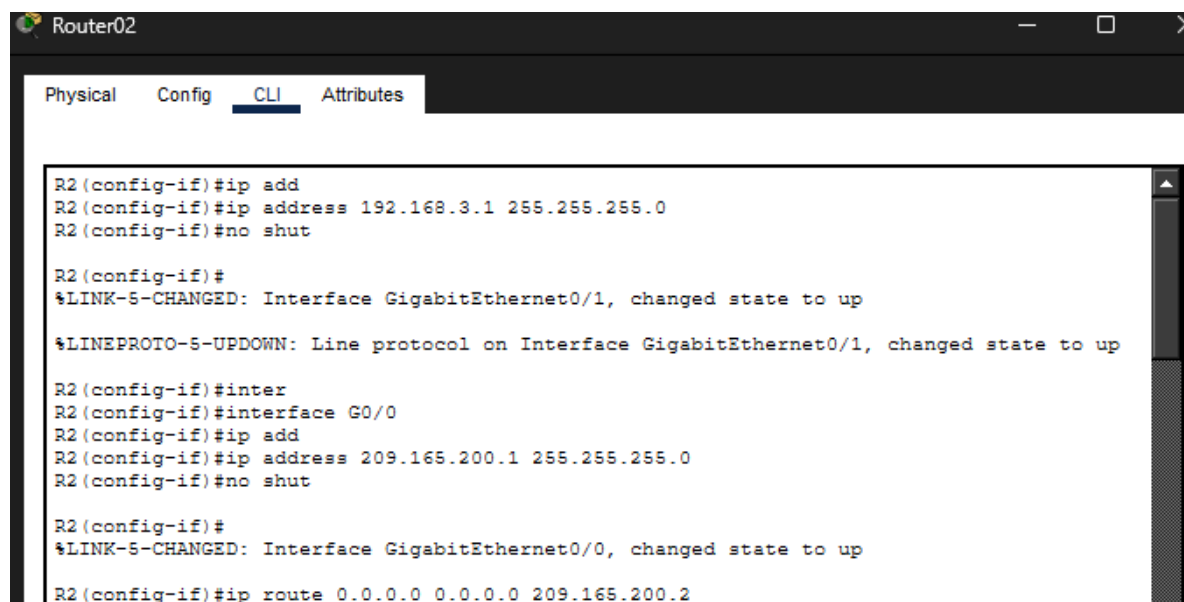 Router02
Physical Config CLI Attributes
R2(config-if)#ip add
R2(config-if)#ip address 192.168.3.1 255.255.255.0
R2(config-if)#no shut
R2(config-if)#
%LINK-5-CHANGED: Interface GigabitEthernet0/1, changed state to up
%LINEPROTO-5-UPDOWN: Line protocol on Interface GigabitEthernet0/1, changed state to up
R2(config-if)#inter
R2(config-if)#interface G0/0
R2(config-if)#ip add
R2(config-if)#ip address 209.165.200.1 255.255.255.0
R2(config-if)#no shut
R2(config-if)#
%LINK-5-CHANGED: Interface GigabitEthernet0/0, changed state to up
R2(config-if)#ip route 0.0.0.0 0.0.0.0 209.165.200.2